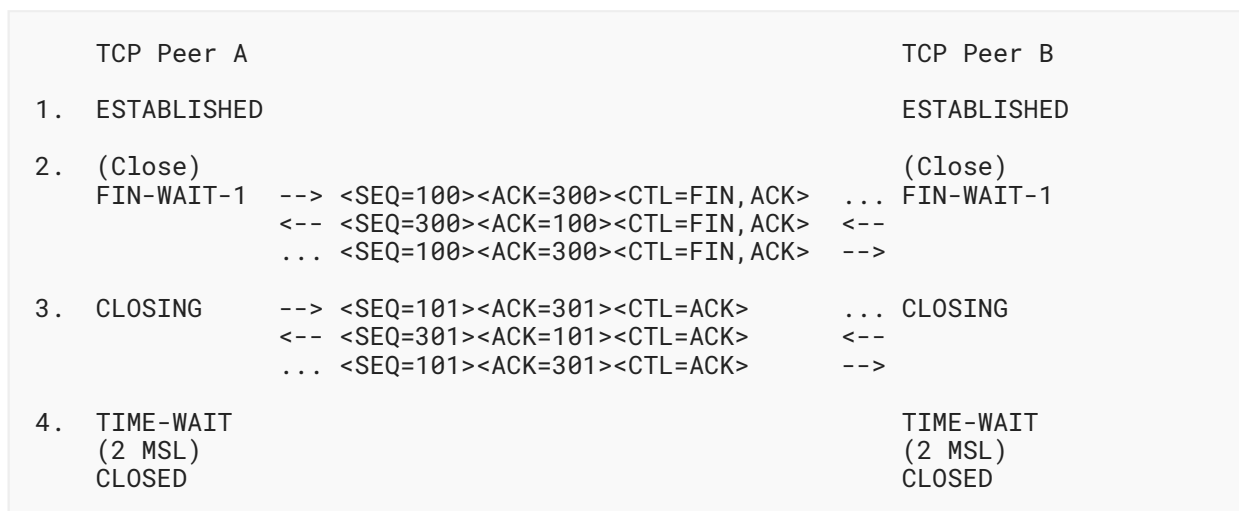 TCP Peer A                                           TCP Peer B
1.  ESTABLISHED                                          ESTABLISHED
2.  (Close)                                              (Close)
    FIN-WAIT-1  --> <SEQ=100><ACK=300><CTL=FIN,ACK>  ... FIN-WAIT-1
                <-- <SEQ=300><ACK=100><CTL=FIN,ACK>  <--
                ... <SEQ=100><ACK=300><CTL=FIN,ACK>  -->
3.  CLOSING     --> <SEQ=101><ACK=301><CTL=ACK>      ... CLOSING
                <-- <SEQ=301><ACK=101><CTL=ACK>      <--
                ... <SEQ=101><ACK=301><CTL=ACK>      -->
4.  TIME-WAIT                                            TIME-WAIT
    (2 MSL)                                              (2 MSL)
    CLOSED                                               CLOSED